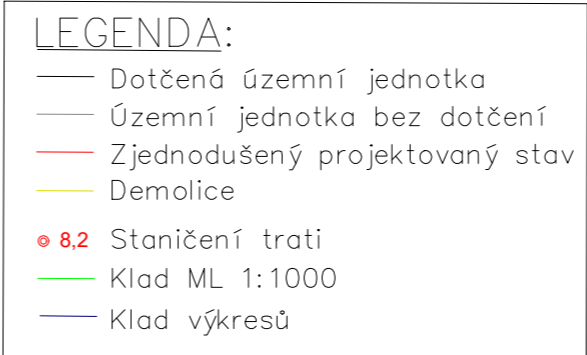 LEGENDA:
Dotčená územní jednotka
Územní jednotka bez dotčení
Zjednodušený projektovaný stav
Demolice
8,2 Staničení trati
Klad ML 1:1000
Klad výkresů